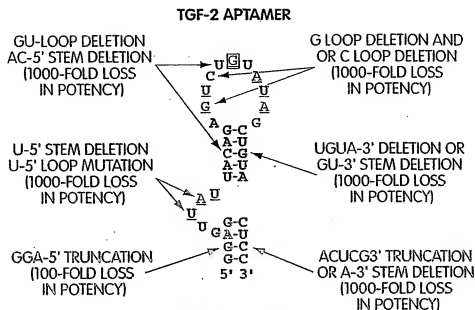 TGF-2 APTAMER
GU-LOOP DELETION
AC-5' STEM DELETION
(1000-FOLD LOSS
IN POTENCY)
G LOOP DELETION AND
OR C LOOP DELETION
(1000-FOLD LOSS
IN POTENCY)
U G U
C A
U U
G A
A G
G-C
A-U
C-G
A-U
U-A
U-5' STEM DELETION
U-5' LOOP MUTATION
(1000-FOLD LOSS
IN POTENCY)
UGUA-3' DELETION OR
GU-3' STEM DELETION
(1000-FOLD LOSS
IN POTENCY)
U
A
U
U
U
G
G-C
A-U
G-C
G-C
5' 3'
GGA-5' TRUNCATION
(100-FOLD LOSS
IN POTENCY)
ACUCG3' TRUNCATION
OR A-3' STEM DELETION
(1000-FOLD LOSS
IN POTENCY)